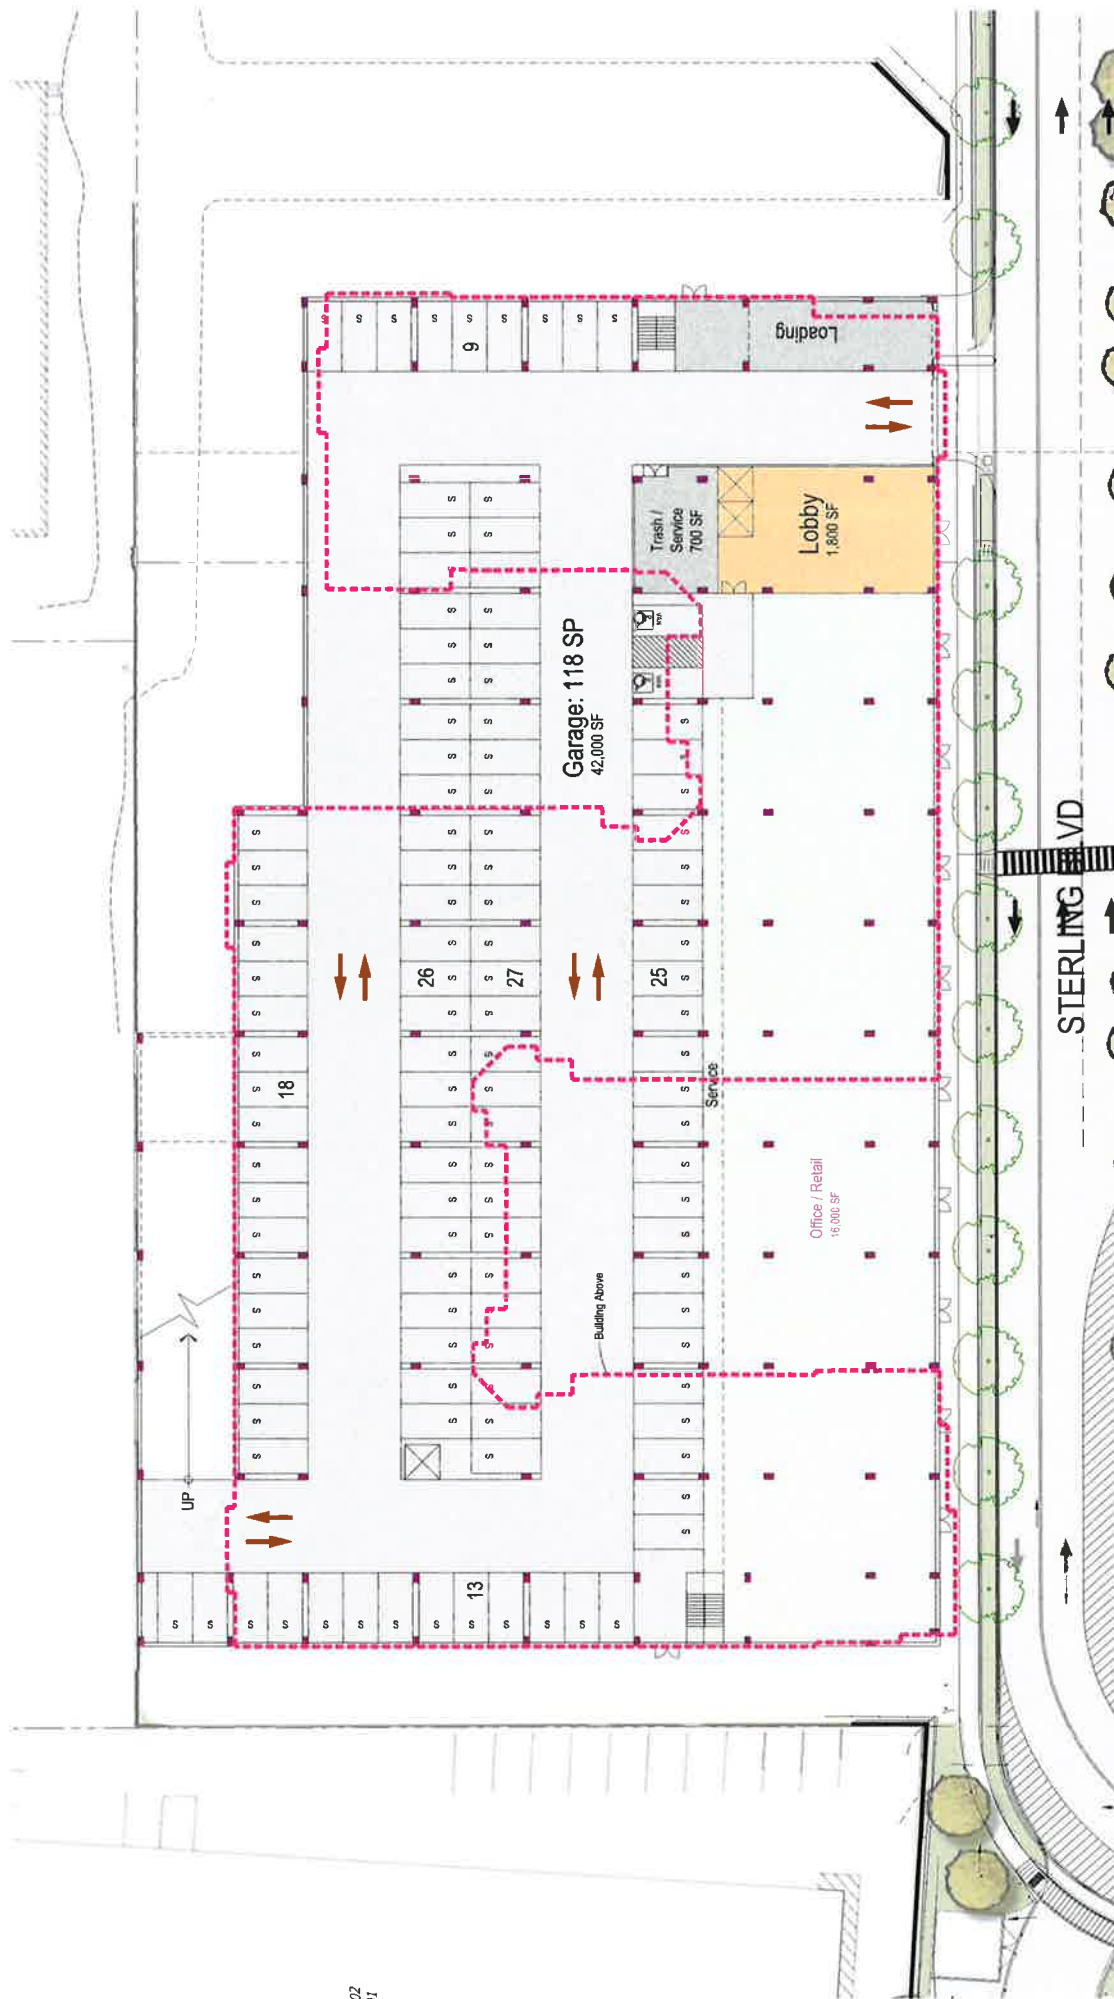 Loading
9
Trash /
Service
700 SF
Lobby
1,800 SF
Garage: 118 SP
42,000 SF
STERLING BLVD
26
27
25
18
Service
Office / Retail
16,000 SF
Building Above
UP
13